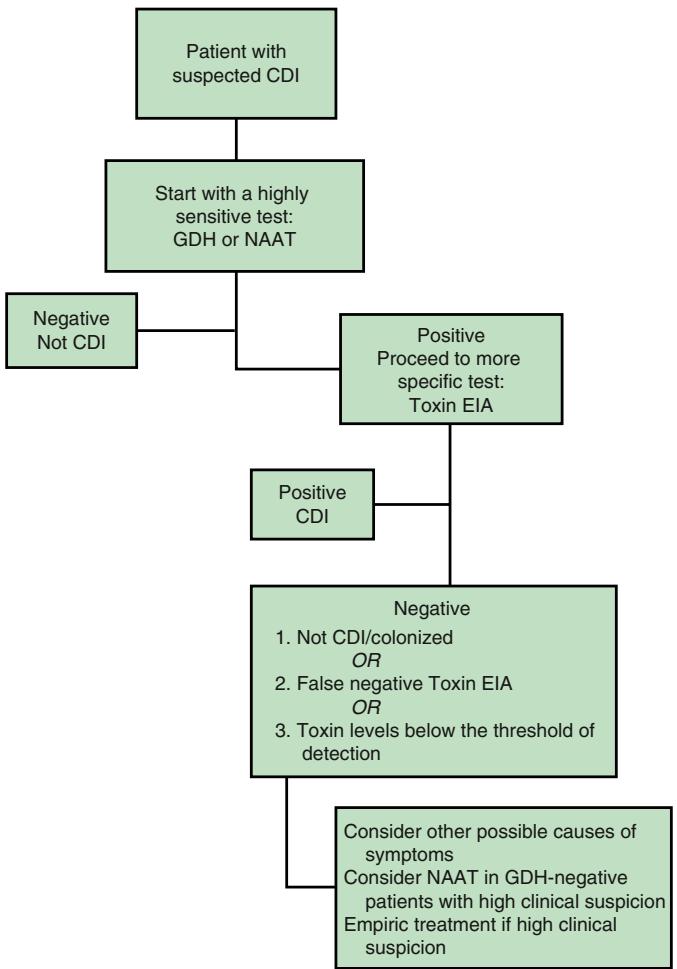 Patient with
suspected CDI
Start with a highly
sensitive test:
GDH or NAAT
Negative
Not CDI
Positive
Proceed to more
specific test:
Toxin EIA
Positive
CDI
Negative
1. Not CDI/colonized
OR
2. False negative Toxin EIA
OR
3. Toxin levels below the threshold of
detection
Consider other possible causes of
symptoms
Consider NAAT in GDH-negative
patients with high clinical suspicion
Empiric treatment if high clinical
suspicion